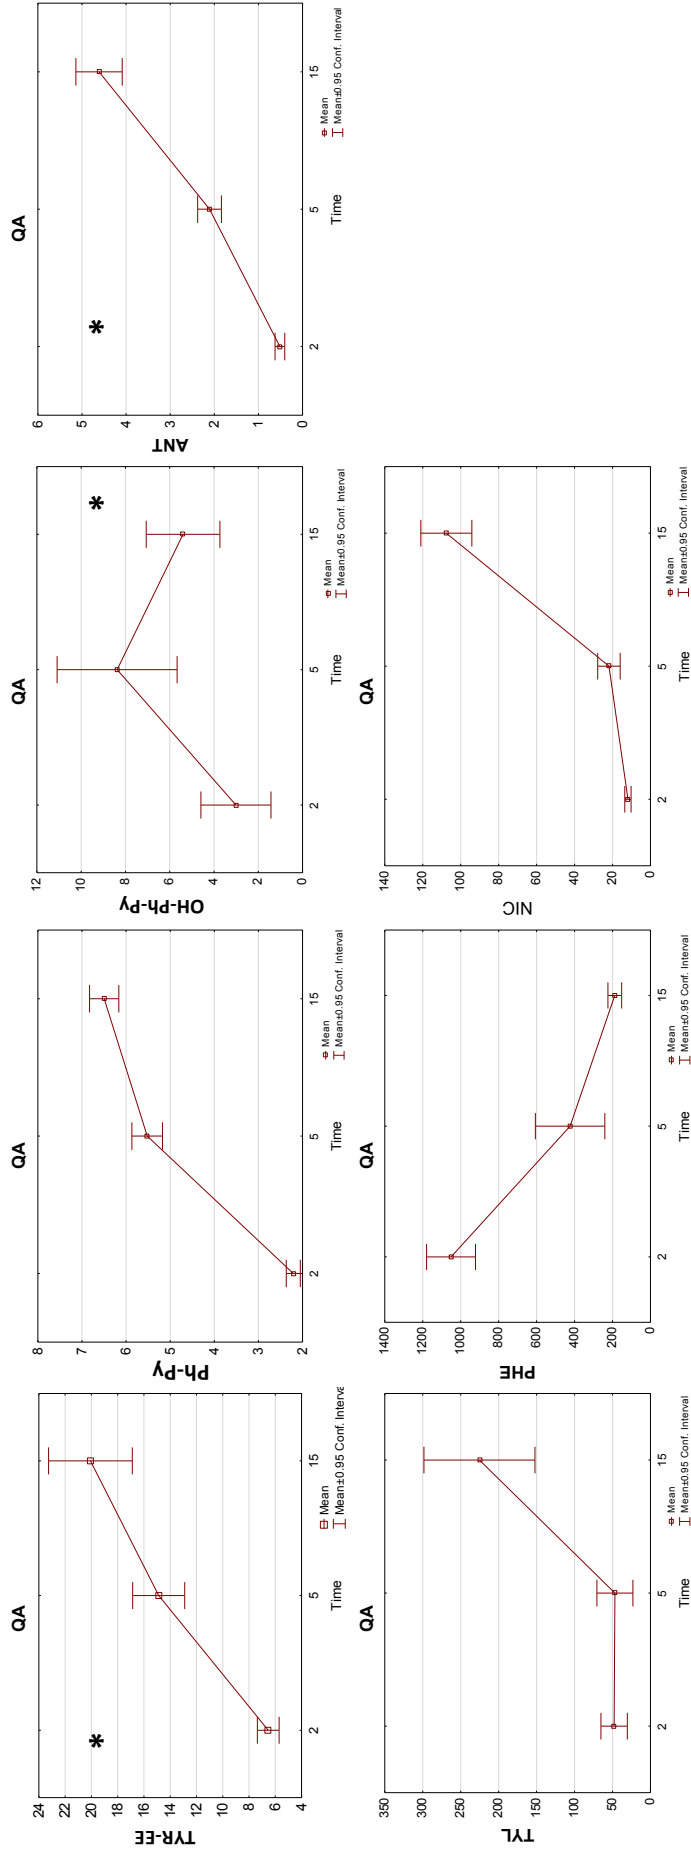 QA
TYR-EE
24
22
20
18
16
14
12
10
8
6
4
*
2
5
15
Time
Mean
Mean±0.95 Conf. Interva
QA
Ph-Py
8
7
6
5
4
3
2
2
5
15
Time
Mean
Mean±0.95 Conf. Interval
QA
OH-Ph-Py
12
10
8
6
4
2
0
*
2
5
15
Time
Mean
Mean±0.95 Conf. Interval
QA
ANT
6
5
4
3
2
1
0
*
2
5
15
Time
Mean
Mean±0.95 Conf. Interval
QA
TYL
350
300
250
200
150
100
50
0
2
5
15
Time
Mean
Mean±0.95 Conf. Interval
QA
PHE
1400
1200
1000
800
600
400
200
0
2
5
15
Time
Mean
Mean±0.95 Conf. Interval
QA
NIC
140
120
100
80
60
40
20
0
2
5
15
Time
Mean
Mean±0.95 Conf. Interval